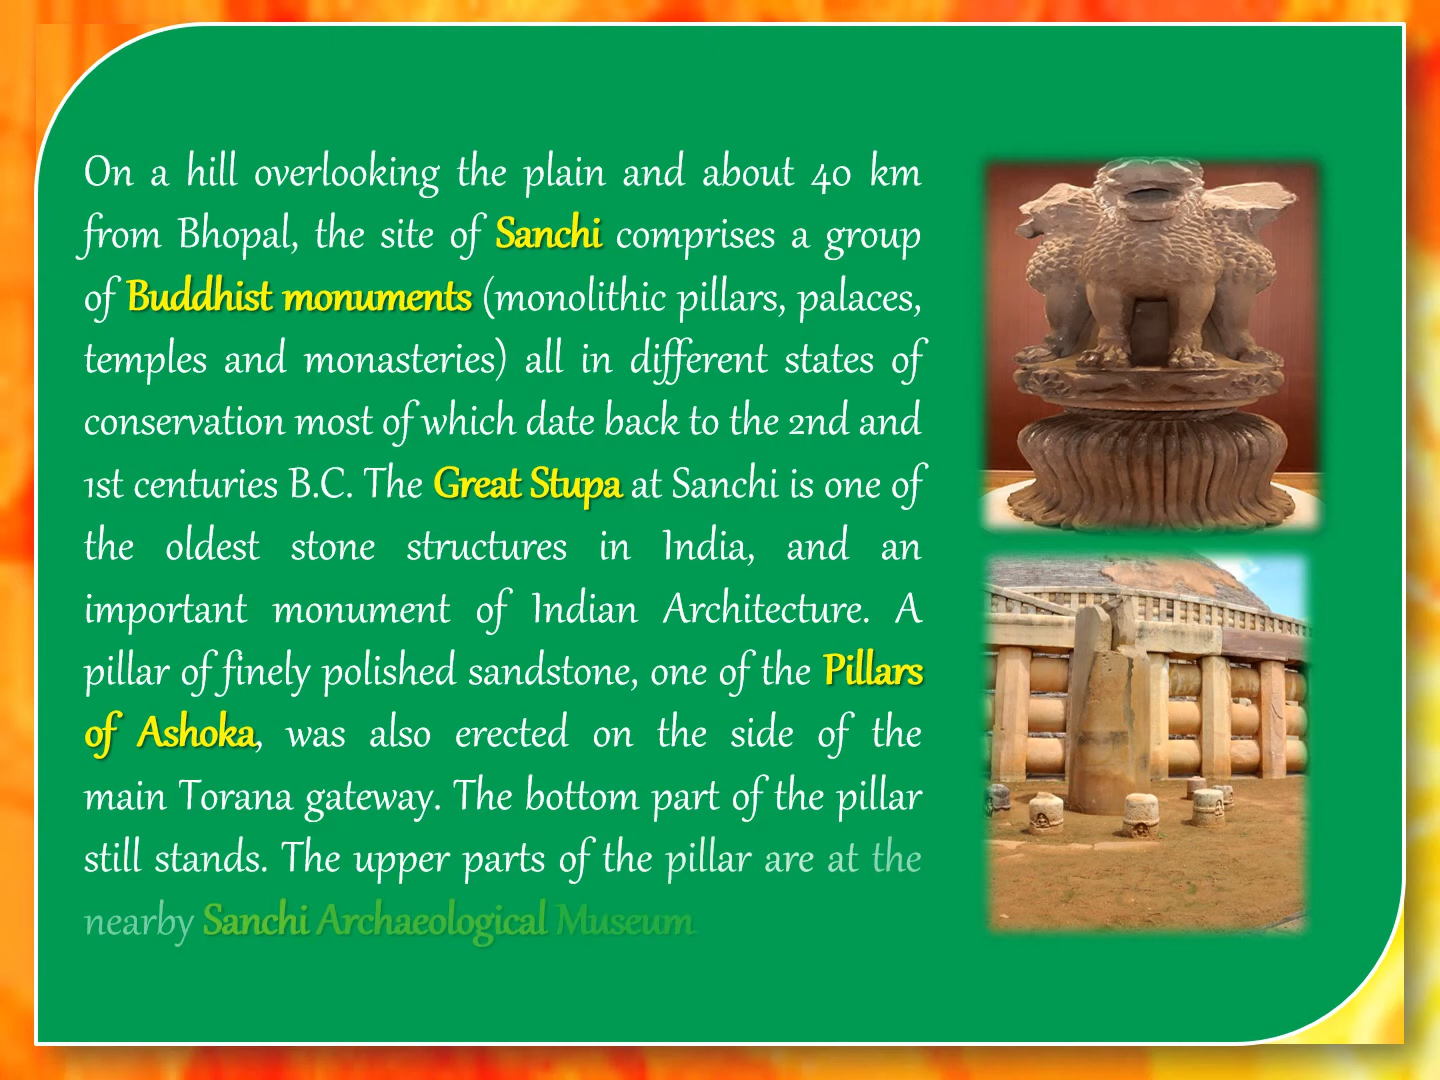 On a hill overlooking the plain and about 40 km
from Bhopal, the site of Sanchi comprises a group
of Buddhist monuments (monolithic pillars, palaces,
temples and monasteries) all in different states of
conservation most of which date back to the 2nd and
1st centuries B.C. The Great Stupa at Sanchi is one of
the oldest stone structures in India, and an
important monument of Indian Architecture. A
pillar of finely polished sandstone, one of the Pillars
of Ashoka, was also erected on the side of the
main Torana gateway. The bottom part of the pillar
still stands. The upper parts of the pillar are at the
nearby Sanchi Archaeological Museum